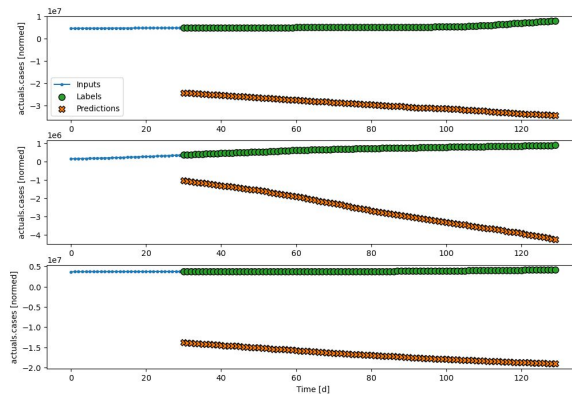 1e7
1
0
−1
−2
−3
actuals.cases [normed]
Inputs
Labels
Predictions
0 20 40 60 80 100 120
1e6
1
0
−1
−2
−3
−4
actuals.cases [normed]
0 20 40 60 80 100 120
1e7
0.5
0.0
−0.5
−1.0
−1.5
−2.0
actuals.cases [normed]
0 20 40 60 80 100 120
Time [d]